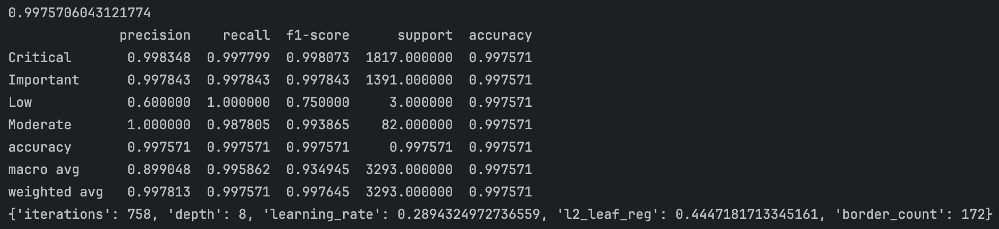 0.9975706043121774
precision recall f1-score support accuracy
Critical 0.998348 0.997799 0.998073 1817.000000 0.997571
Important 0.997843 0.997843 0.997843 1391.000000 0.997571
Low 0.600000 1.000000 0.750000 3.000000 0.997571
Moderate 1.000000 0.987805 0.993865 82.000000 0.997571
accuracy 0.997571 0.997571 0.997571 0.997571 0.997571
macro avg 0.899048 0.995862 0.934945 3293.000000 0.997571
weighted avg 0.997813 0.997571 0.997645 3293.000000 0.997571
{'iterations': 758, 'depth': 8, 'learning_rate': 0.2894324972736559, 'l2_leaf_reg': 0.4447181713345161, 'border_count': 172}